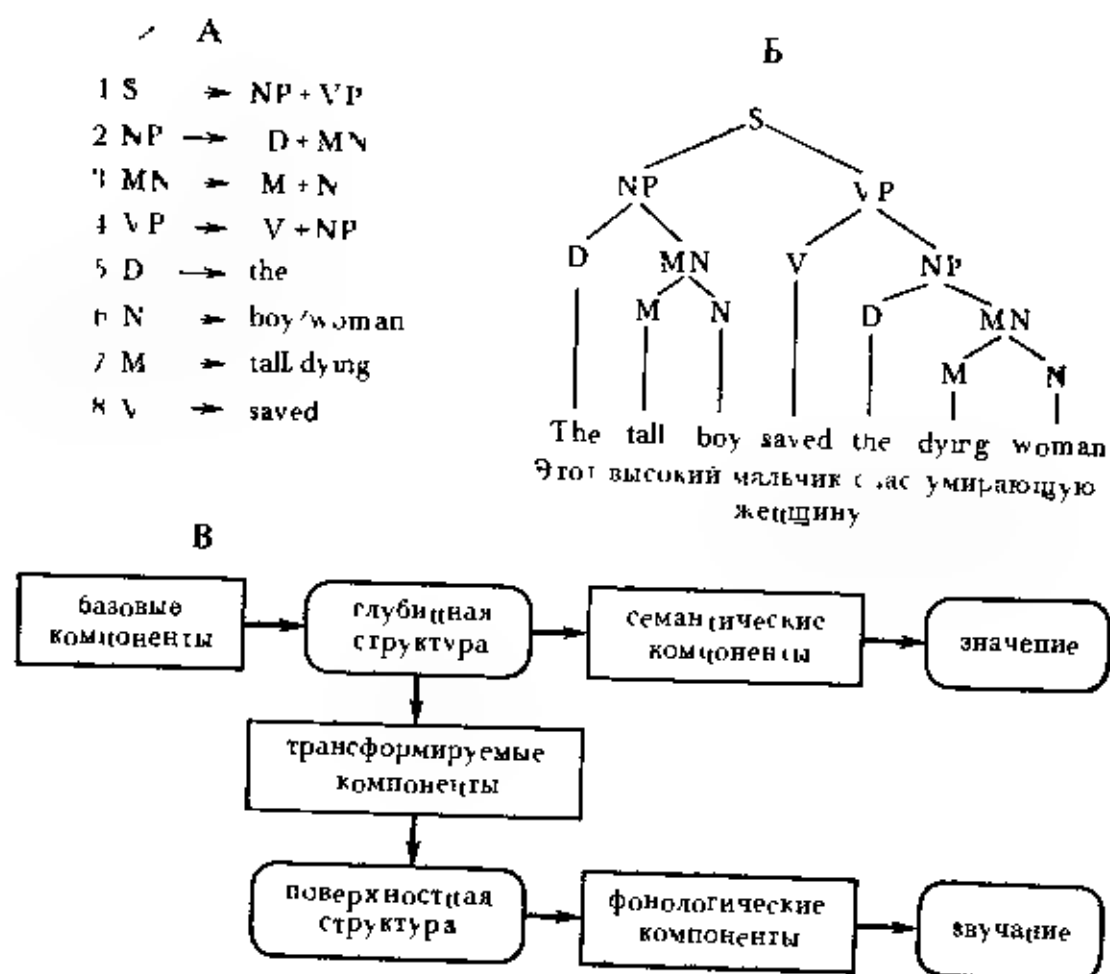 А
1 S → NP + VP
2 NP → D + MN
3 MN → M + N
4 VP → V + NP
5 D → the
6 N → boy/woman
7 M → tall, dying
8 V → saved
Б
S
NP VP
D MN V NP
M N D MN
M N
The tall boy saved the dying woman
Этот высокий мальчик спас умирающую
женщину
В
базовые
компоненты
глубинная
структура
семантические
компоненты
значение
трансформируемые
компоненты
поверхностная
структура
фонологические
компоненты
звучание